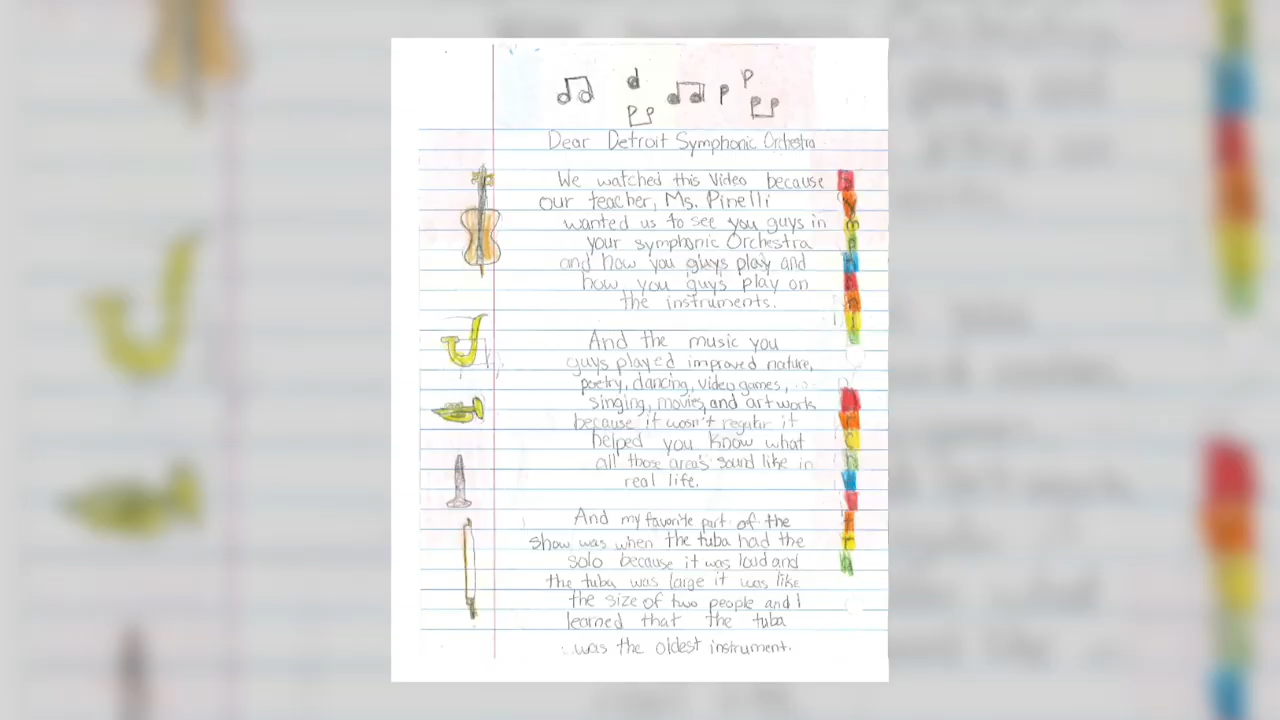 Dear Detroit Symphonic Orchestra
We watched this Video because
our teacher, Ms. Pinelli
wanted us to see you guys in
your symphonic Orchestra
and how you guys play and
how you guys play on
the instruments.
And the music you
guys played improved nature,
poetry, dancing, video games,
singing, movies, and art works
because it wasn't regular it
helped you know what
all those area's sound like in
real life.
And my favorite part of the
show was when the tuba had the
solo because it was loud and
the tuba was large it was like
the size of two people and I
learned that the tuba
was the oldest instrument.